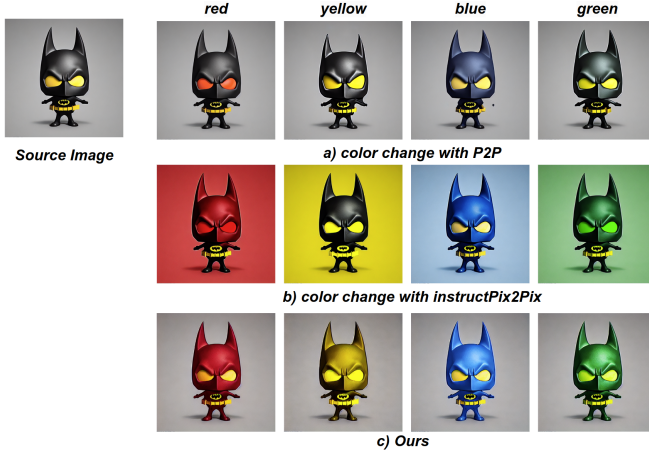 red yellow blue green
Source Image
a) color change with P2P
b) color change with instructPix2Pix
c) Ours